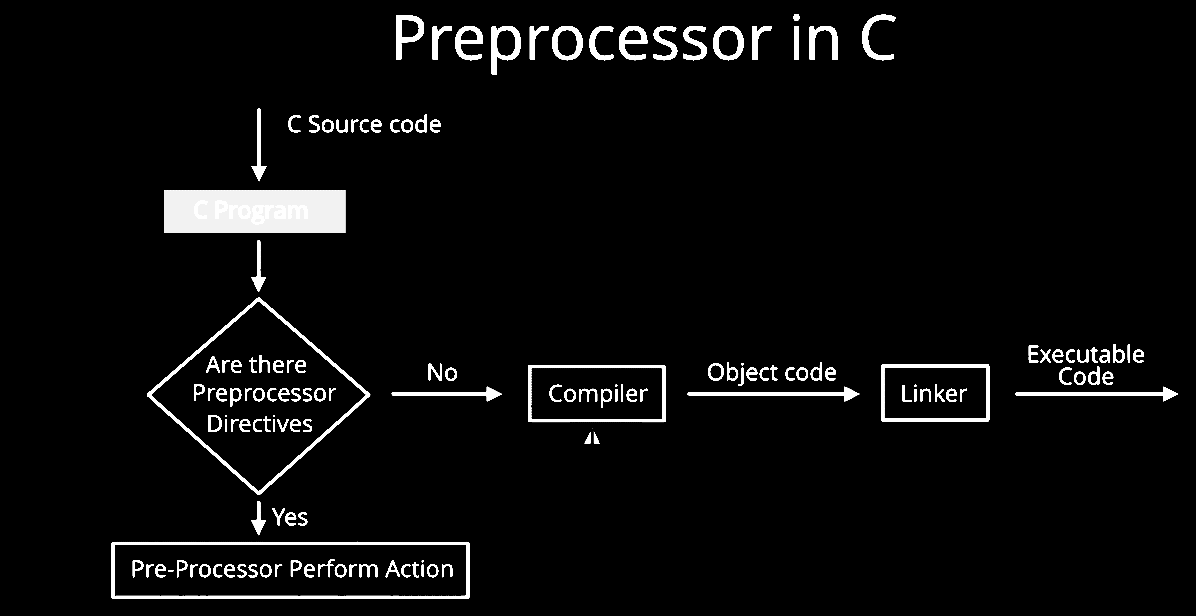 Preprocessor in C
C Source code
C Program
Are there
Preprocessor
Directives
No
Compiler
Object code
Linker
Executable
Code
Yes
Pre-Processor Perform Action